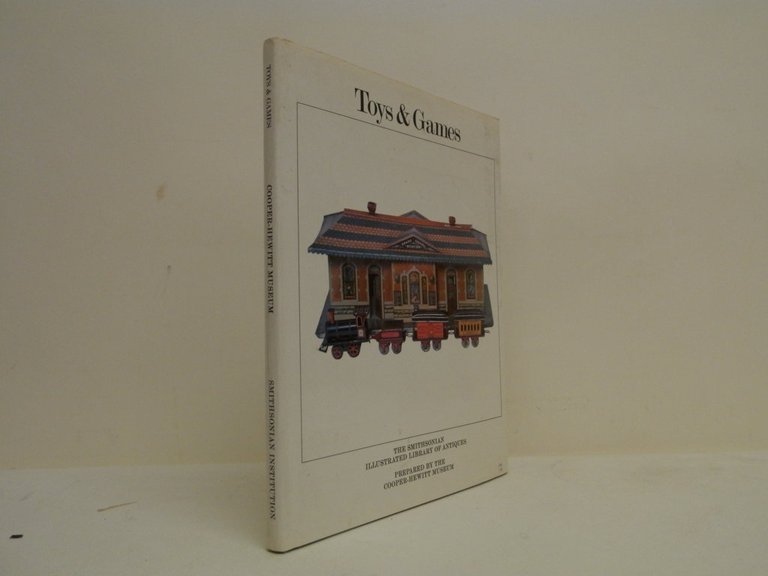 TOYS & GAMES
COOPER-HEWITT MUSEUM
SMITHSONIAN INSTITUTION
Toys & Games
THE SMITHSONIAN
ILLUSTRATED LIBRARY OF ANTIQUES
PREPARED BY THE
COOPER-HEWITT MUSEUM